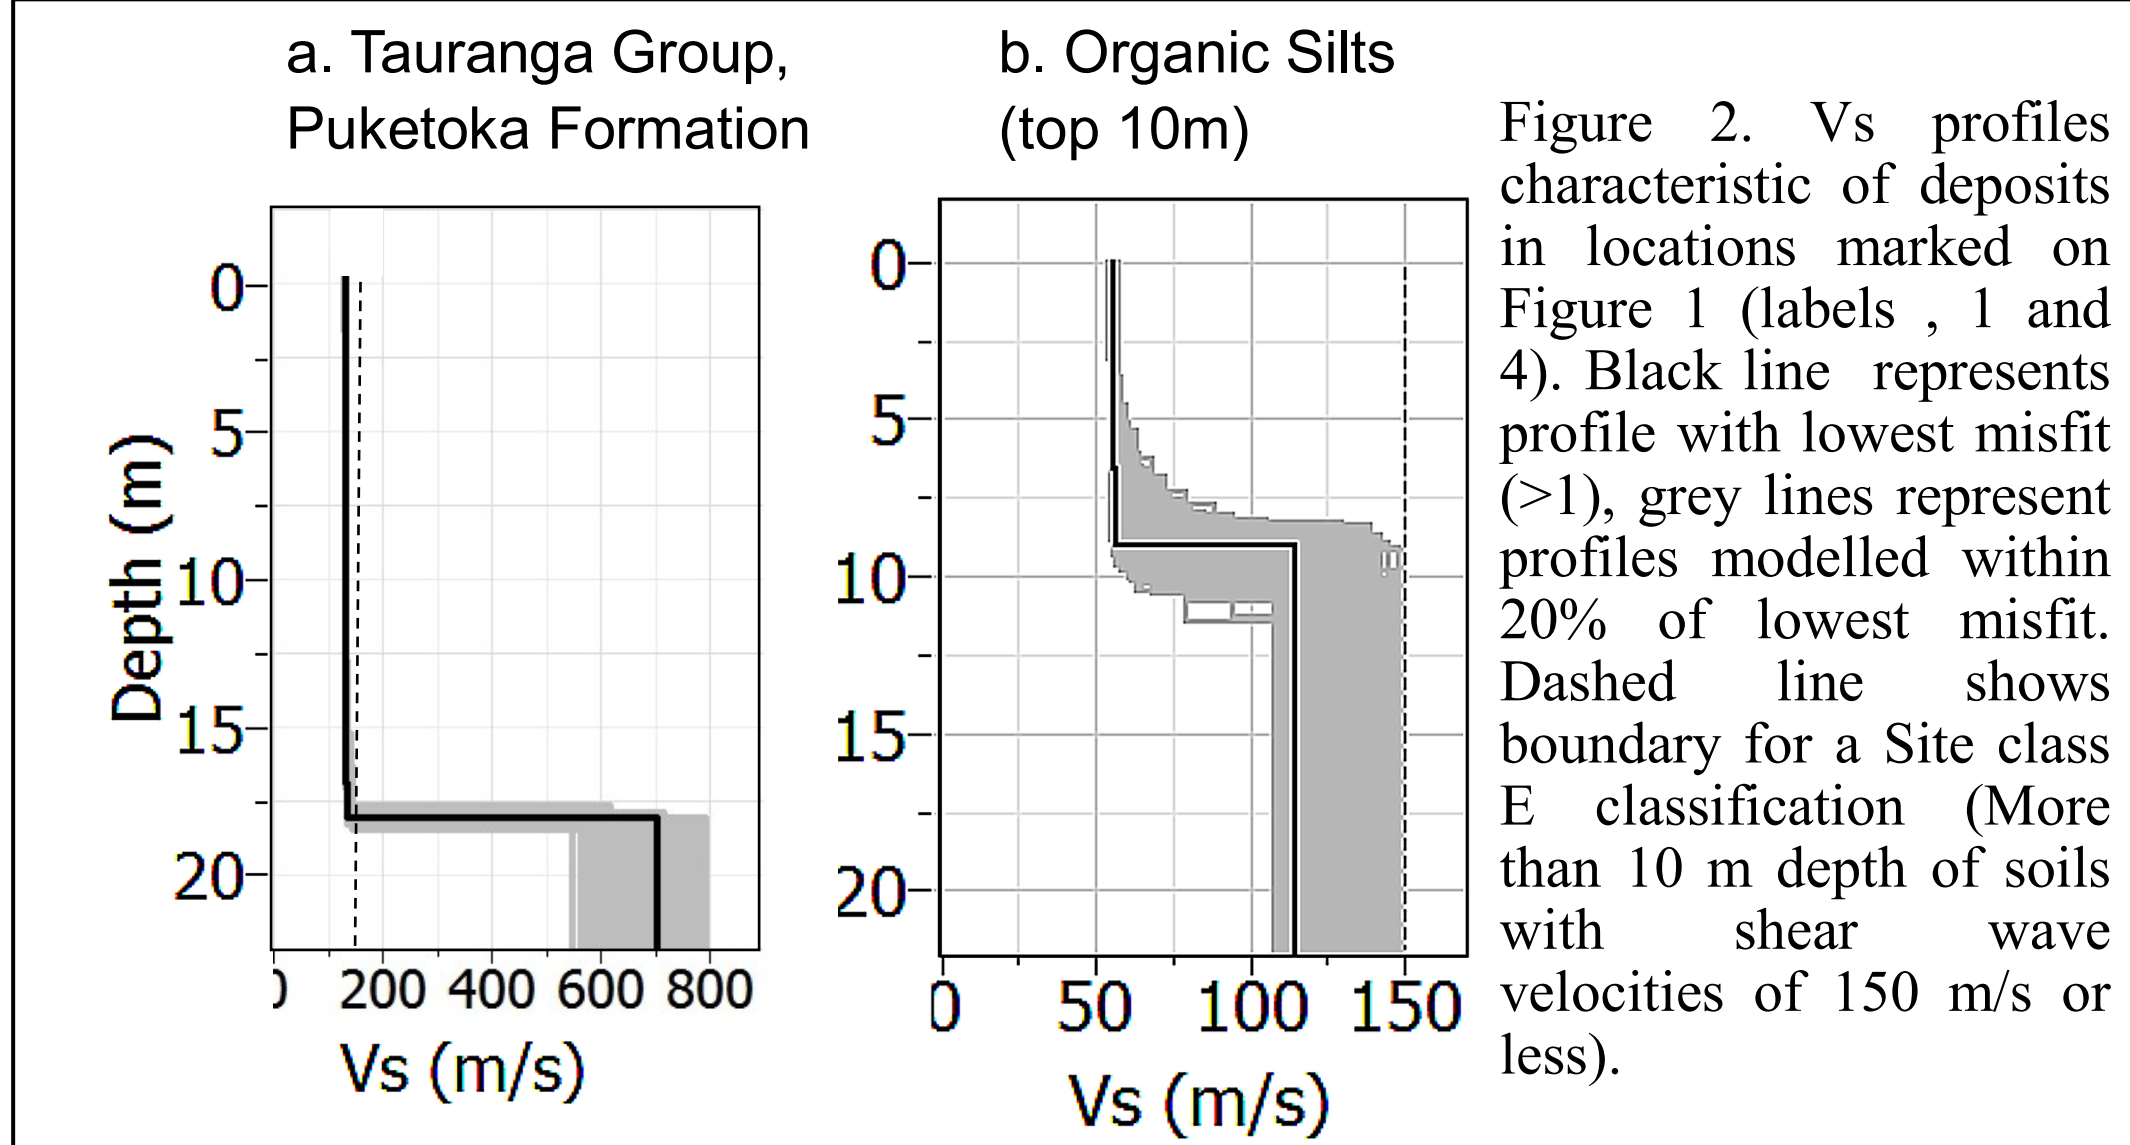 a. Tauranga Group,
Puketoka Formation
b. Organic Silts
(top 10m)
Depth (m)
0
5
10
15
20
0 200 400 600 800
Vs (m/s)
0
5
10
15
20
0 50 100 150
Vs (m/s)
Figure 2. Vs profiles
characteristic of deposits
in locations marked on
Figure 1 (labels , 1 and
4). Black line represents
profile with lowest misfit
(>1), grey lines represent
profiles modelled within
20% of lowest misfit.
Dashed line shows
boundary for a Site class
E classification (More
than 10 m depth of soils
with shear wave
velocities of 150 m/s or
less).